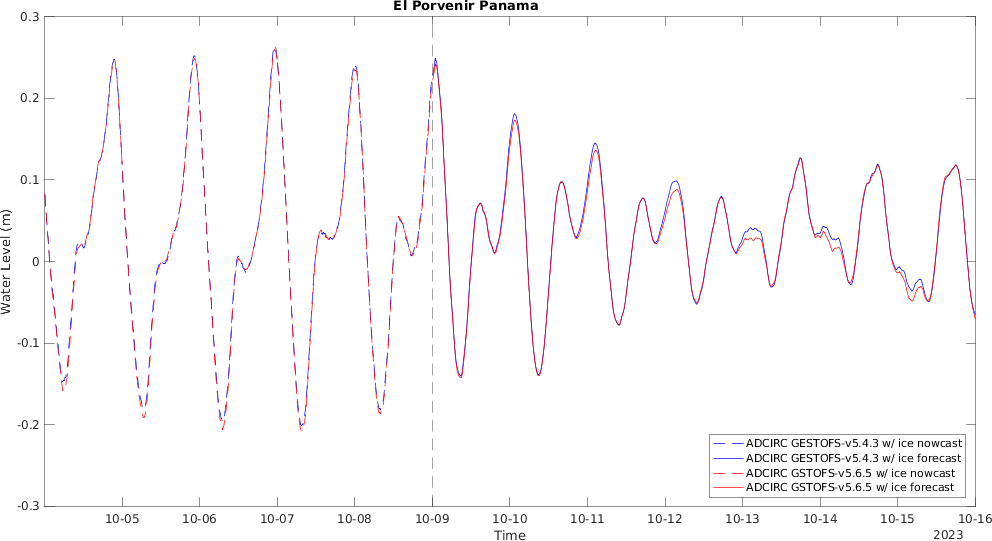 El Porvenir Panama
0.3
0.2
0.1
0
-0.1
-0.2
-0.3
Water Level (m)
ADCIRC GESTOFS-v5.4.3 w/ ice nowcast
ADCIRC GESTOFS-v5.4.3 w/ ice forecast
ADCIRC GSTOFS-v5.6.5 w/ ice nowcast
ADCIRC GSTOFS-v5.6.5 w/ ice forecast
10-05 10-06 10-07 10-08 10-09 10-10 10-11 10-12 10-13 10-14 10-15 10-16
Time
2023